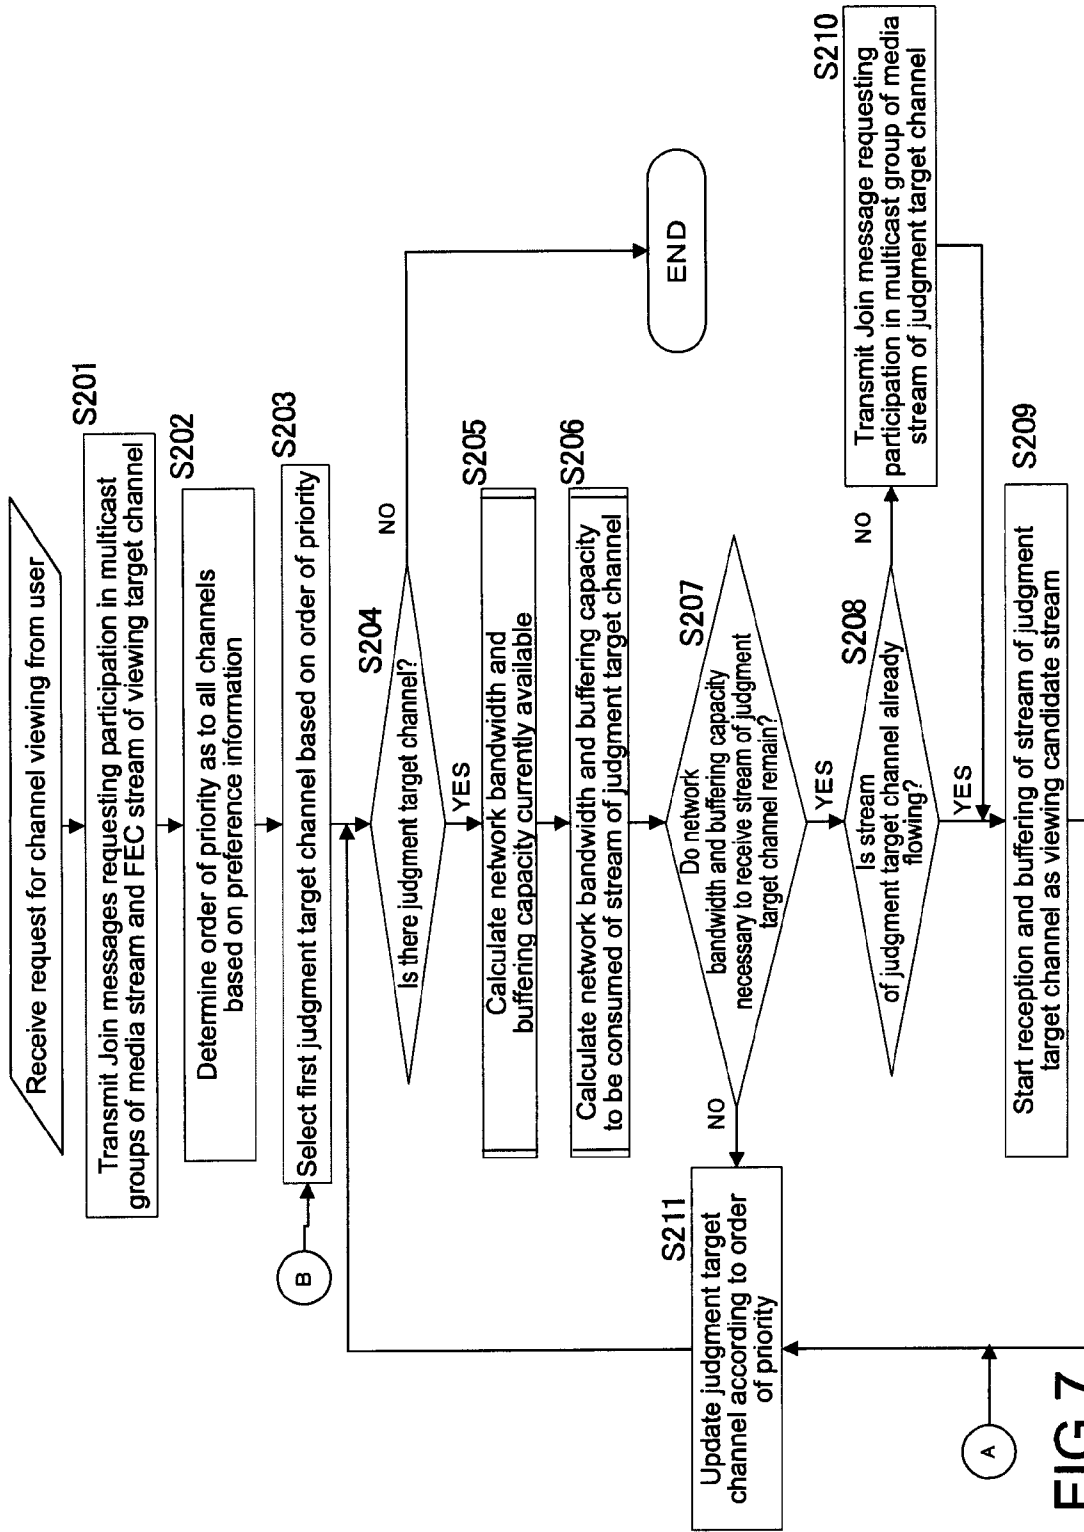 Receive request for channel viewing from user
S201
Transmit Join messages requesting participation in multicast
groups of media stream and FEC stream of viewing target channel
S202
Determine order of priority as to all channels
based on preference information
S203
Select first judgment target channel based on order of priority
B
S204
Is there judgment target channel?
NO
YES
END
S205
Calculate network bandwidth and
buffering capacity currently available
S206
Calculate network bandwidth and buffering capacity
to be consumed of stream of judgment target channel
S207
Do network
bandwidth and buffering capacity
necessary to receive stream of judgment
target channel remain?
NO
YES
S211
Update judgment target
channel according to order
of priority
S208
Is stream
of judgment target channel already
flowing?
NO
YES
S210
Transmit Join message requesting
participation in multicast group of media
stream of judgment target channel
S209
Start reception and buffering of stream of judgment
target channel as viewing candidate stream
A
FIG.7